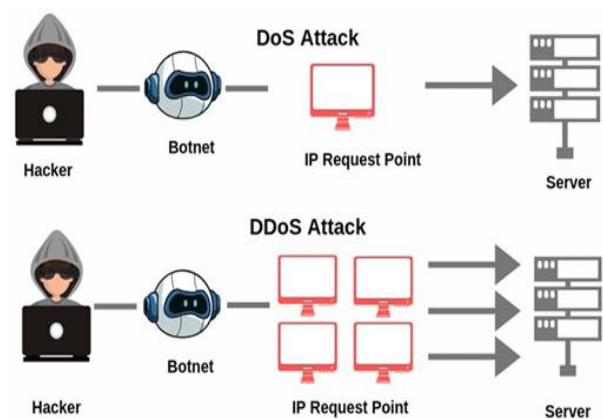 DoS Attack
Hacker
Botnet
IP Request Point
Server
DDoS Attack
Hacker
Botnet
IP Request Point
Server